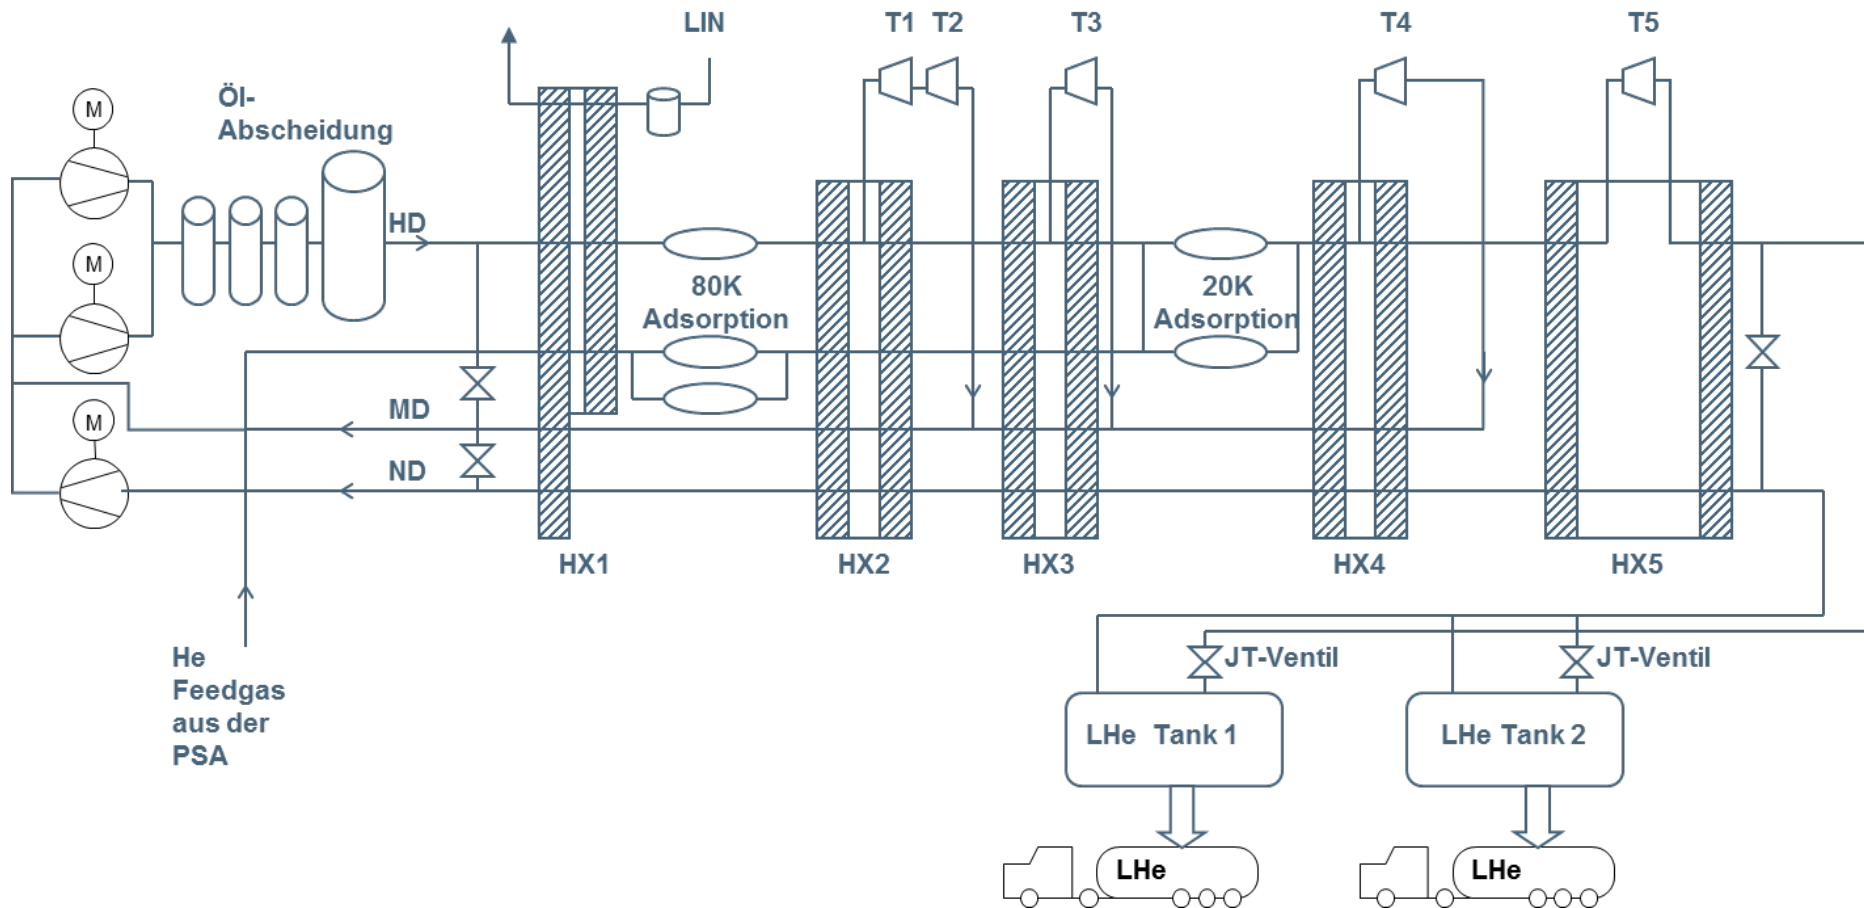 LIN
T1
T2
T3
T4
T5
M
Öl-
Abscheidung
HD
M
80K
Adsorption
20K
Adsorption
M
MD
ND
HX1
HX2
HX3
HX4
HX5
He
Feedgas
aus der
PSA
JT-Ventil
JT-Ventil
LHe Tank 1
LHe Tank 2
LHe
LHe